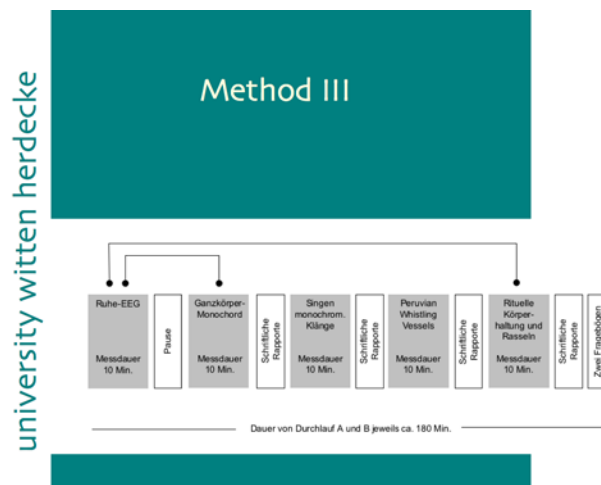 university witten herdecke
Method III
Ruhe-EEG
Messdauer
10 Min.
Pause
Ganzkörper-
Monochord
Messdauer
10 Min.
Schriftliche
Rapporte
Singen
monochrom.
Klänge
Messdauer
10 Min.
Schriftliche
Rapporte
Peruvian
Whistling
Vessels
Messdauer
10 Min.
Schriftliche
Rapporte
Rituelle
Körper-
haltung und
Rasseln
Messdauer
10 Min.
Schriftliche
Rapporte
Zwei Fragebögen
Dauer von Durchlauf A und B jeweils ca. 180 Min.